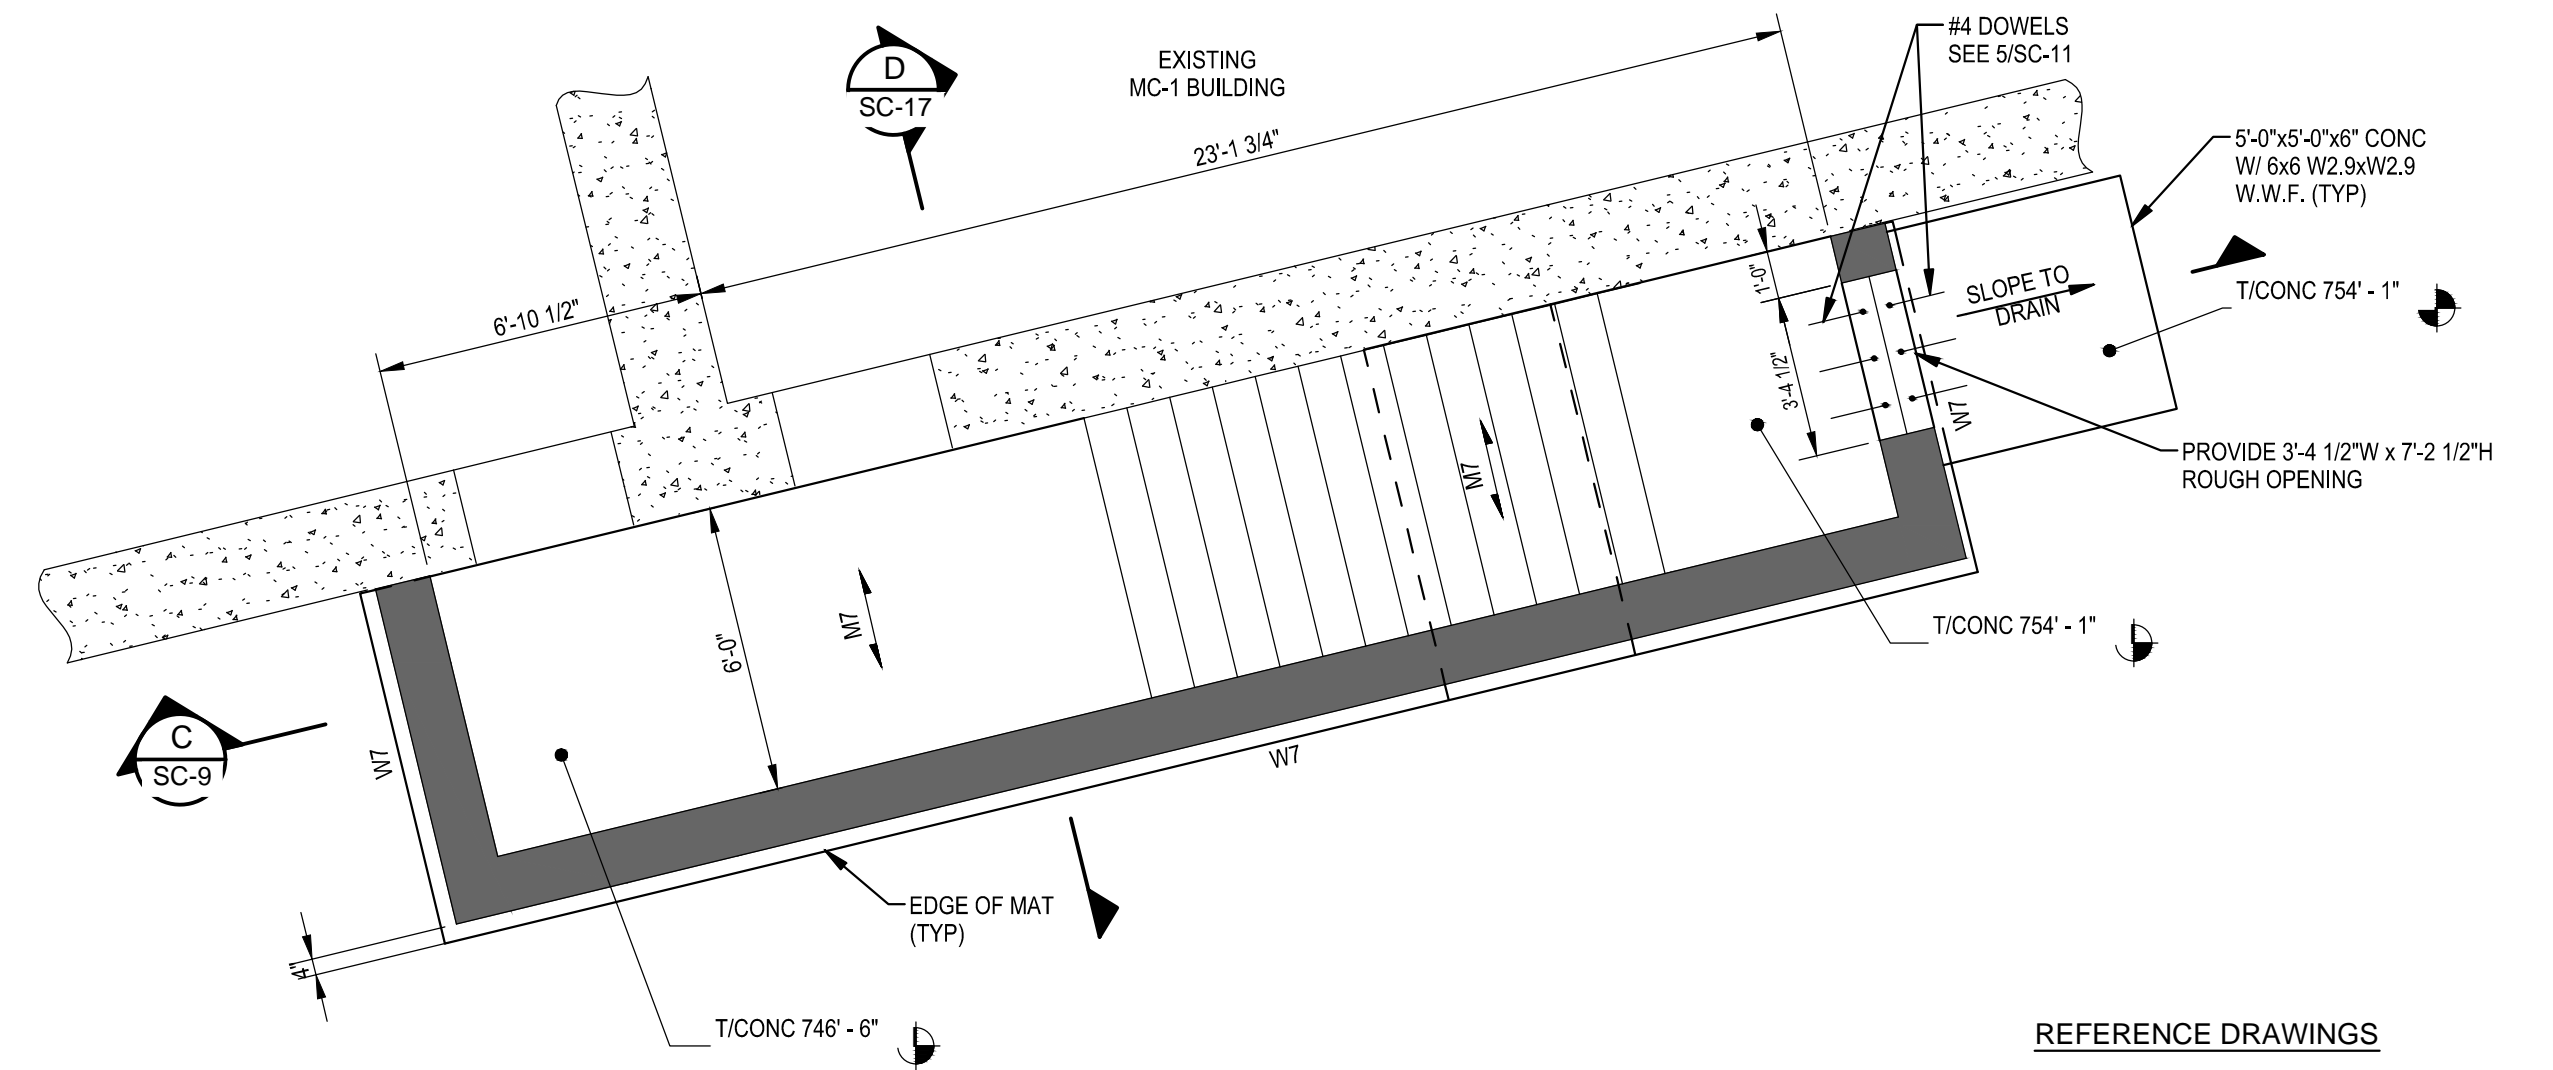 #4 DOWELS
SEE 5/SC-11
D
SC-17
EXISTING
MC-1 BUILDING
23'-1 3/4"
5'-0"x5'-0"x6" CONC
W/ 6x6 W2.9xW2.9
W.W.F. (TYP)
6'-10 1/2"
1'-0"
SLOPE TO
DRAIN
T/CONC 754' - 1"
3'-4 1/2"
W7
PROVIDE 3'-4 1/2"W x 7'-2 1/2"H
ROUGH OPENING
M7
M7
6'-0"
T/CONC 754' - 1"
C
SC-9
W7
W7
EDGE OF MAT
(TYP)
4"
T/CONC 746' - 6"
REFERENCE DRAWINGS